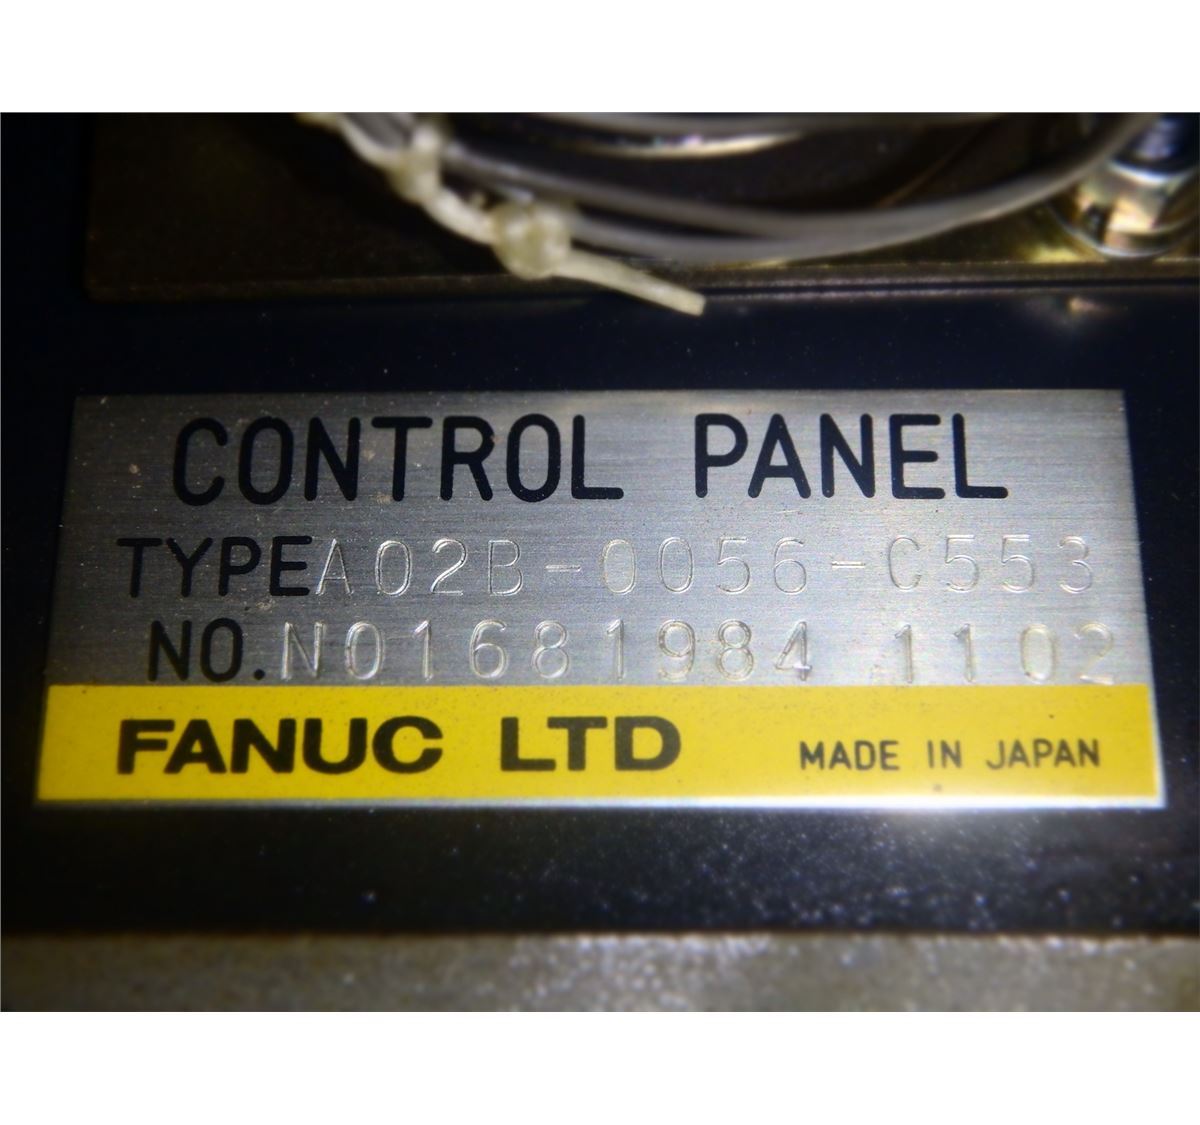 CONTROL PANEL
TYPE A02B-0056-C553
NO. N01681984 1102
FANUC LTD MADE IN JAPAN